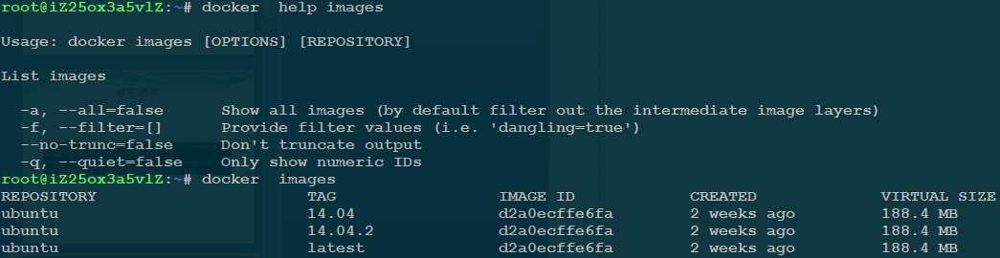 root@iZ25ox3a5vlZ:~# docker  help images
Usage: docker images [OPTIONS] [REPOSITORY]
List images
  -a, --all=false      Show all images (by default filter out the intermediate image layers)
  -f, --filter=[]      Provide filter values (i.e. 'dangling=true')
  --no-trunc=false     Don't truncate output
  -q, --quiet=false    Only show numeric IDs
root@iZ25ox3a5vlZ:~# docker  images
REPOSITORY                      TAG                 IMAGE ID            CREATED             VIRTUAL SIZE
ubuntu                          14.04               d2a0ecffe6fa        2 weeks ago         188.4 MB
ubuntu                          14.04.2             d2a0ecffe6fa        2 weeks ago         188.4 MB
ubuntu                          latest              d2a0ecffe6fa        2 weeks ago         188.4 MB